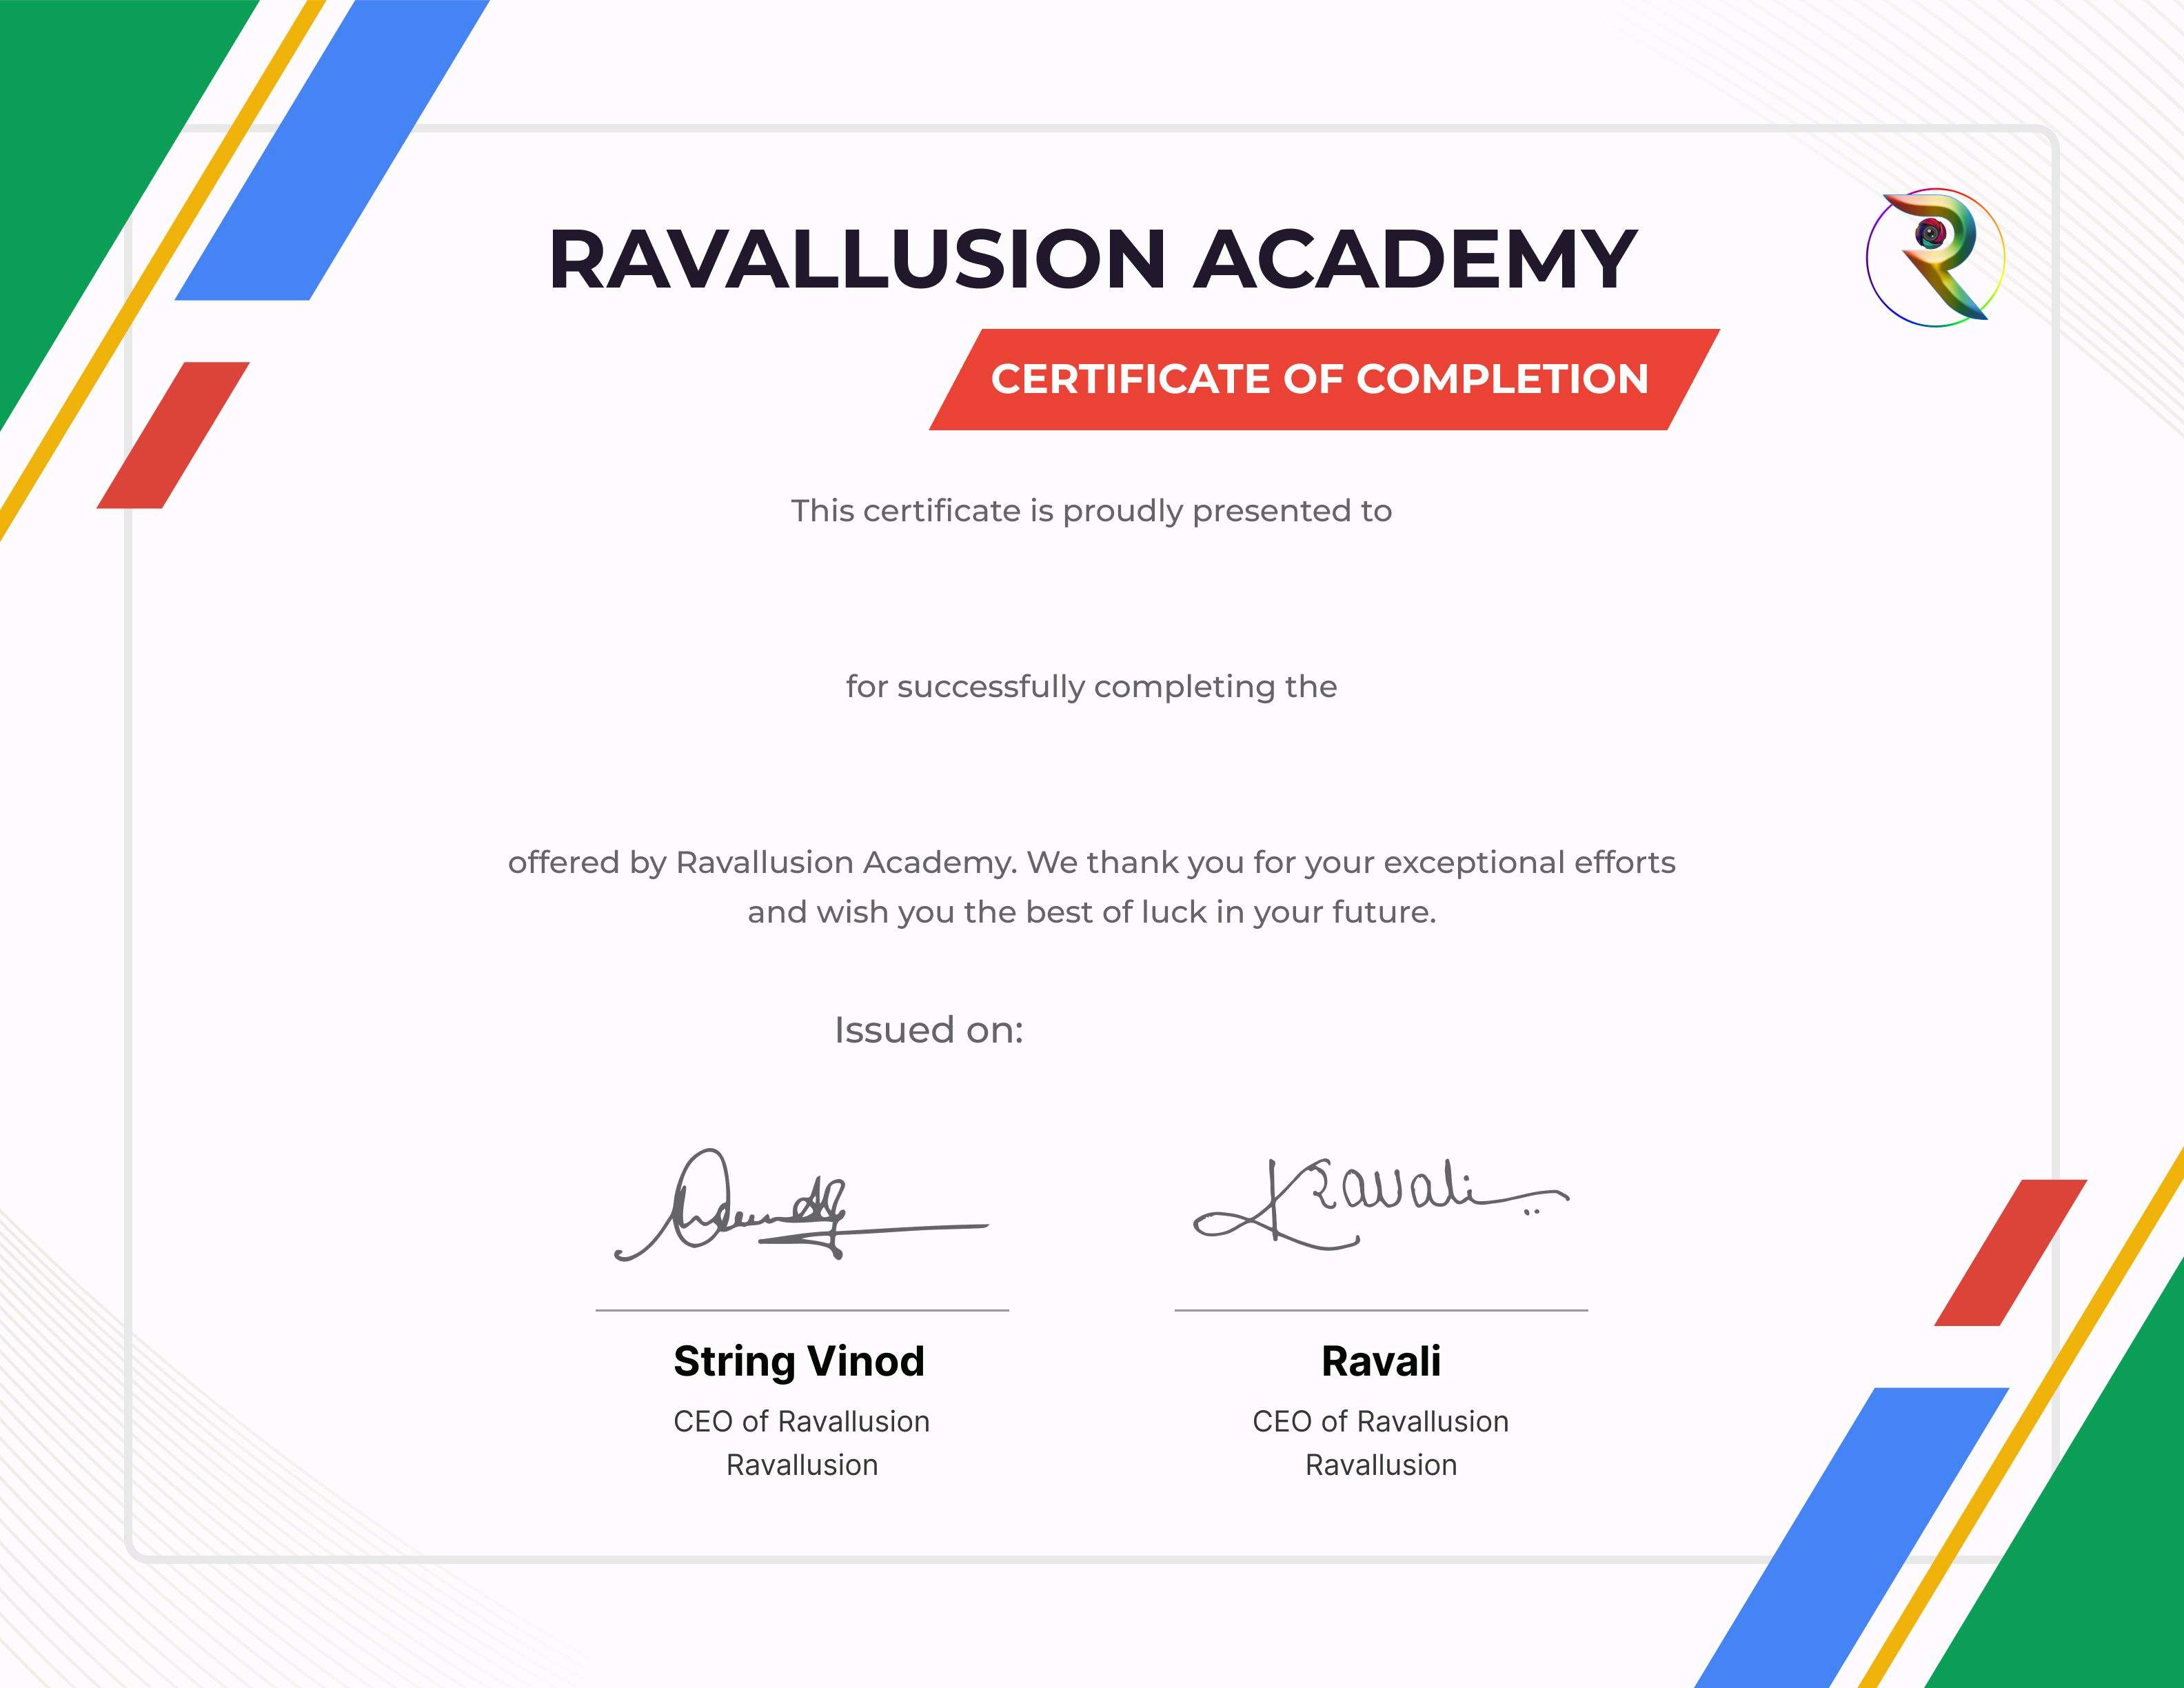 RAVALLUSION ACADEMY
CERTIFICATE OF COMPLETION
This certificate is proudly presented to
for successfully completing the
offered by Ravallusion Academy. We thank you for your exceptional efforts
and wish you the best of luck in your future.
Issued on:
Ravali
String Vinod
Ravali
CEO of Ravallusion
CEO of Ravallusion
Ravallusion
Ravallusion